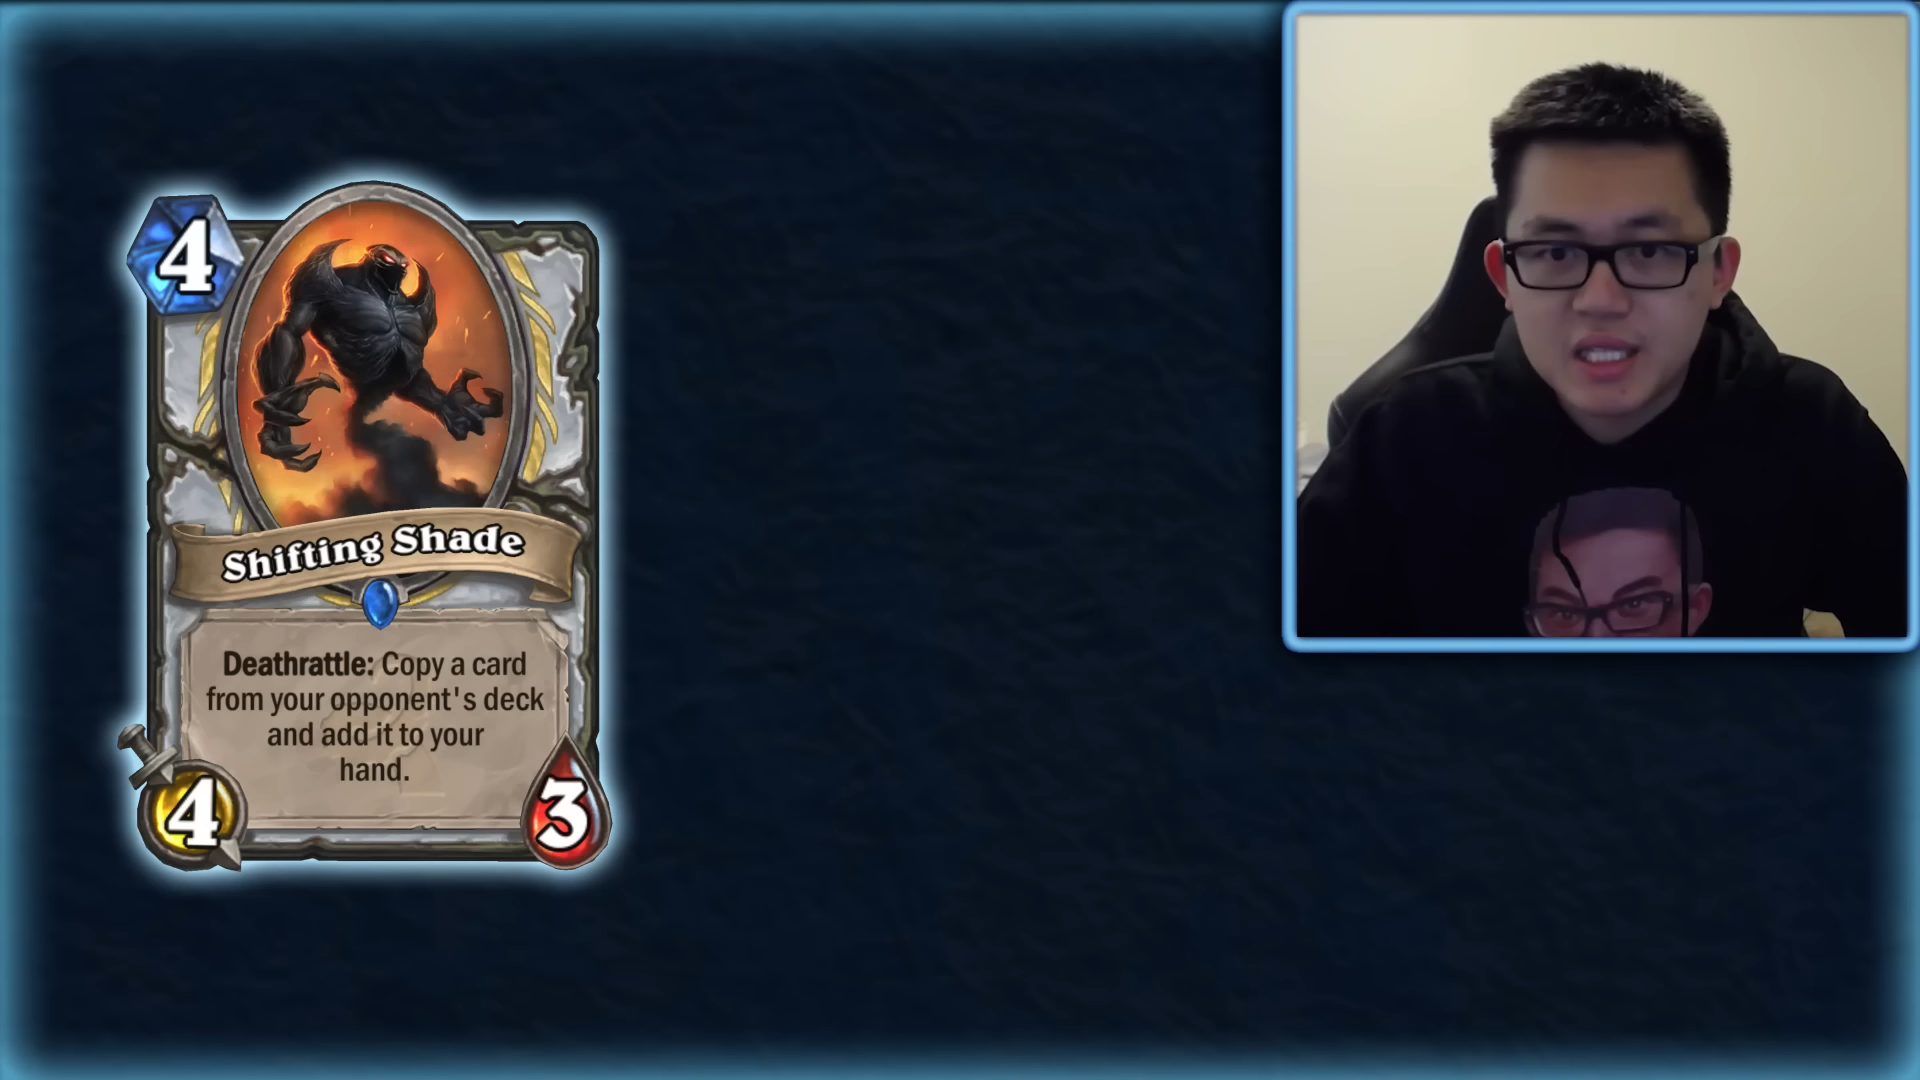 4
Shifting Shade
Deathrattle: Copy a card
from your opponent's deck
and add it to your
hand.
4
3